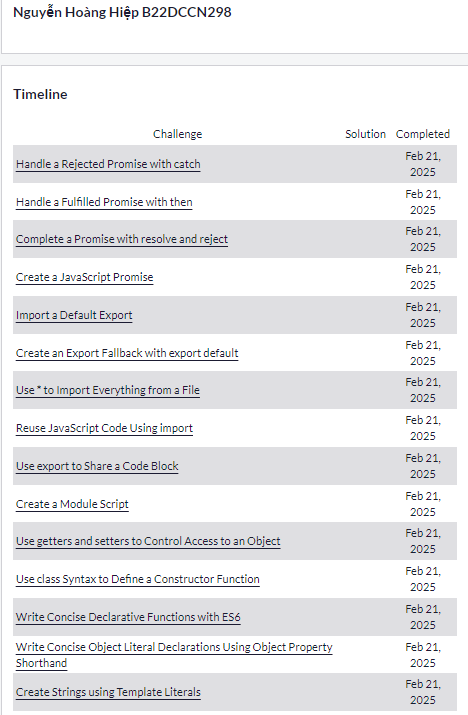 Nguyễn Hoàng Hiệp B22DCCN298
Timeline
Challenge Solution Completed
Handle a Rejected Promise with catch Feb 21, 2025
Handle a Fulfilled Promise with then Feb 21, 2025
Complete a Promise with resolve and reject Feb 21, 2025
Create a JavaScript Promise Feb 21, 2025
Import a Default Export Feb 21, 2025
Create an Export Fallback with export default Feb 21, 2025
Use * to Import Everything from a File Feb 21, 2025
Reuse JavaScript Code Using import Feb 21, 2025
Use export to Share a Code Block Feb 21, 2025
Create a Module Script Feb 21, 2025
Use getters and setters to Control Access to an Object Feb 21, 2025
Use class Syntax to Define a Constructor Function Feb 21, 2025
Write Concise Declarative Functions with ES6 Feb 21, 2025
Write Concise Object Literal Declarations Using Object Property
Shorthand Feb 21, 2025
Create Strings using Template Literals Feb 21, 2025